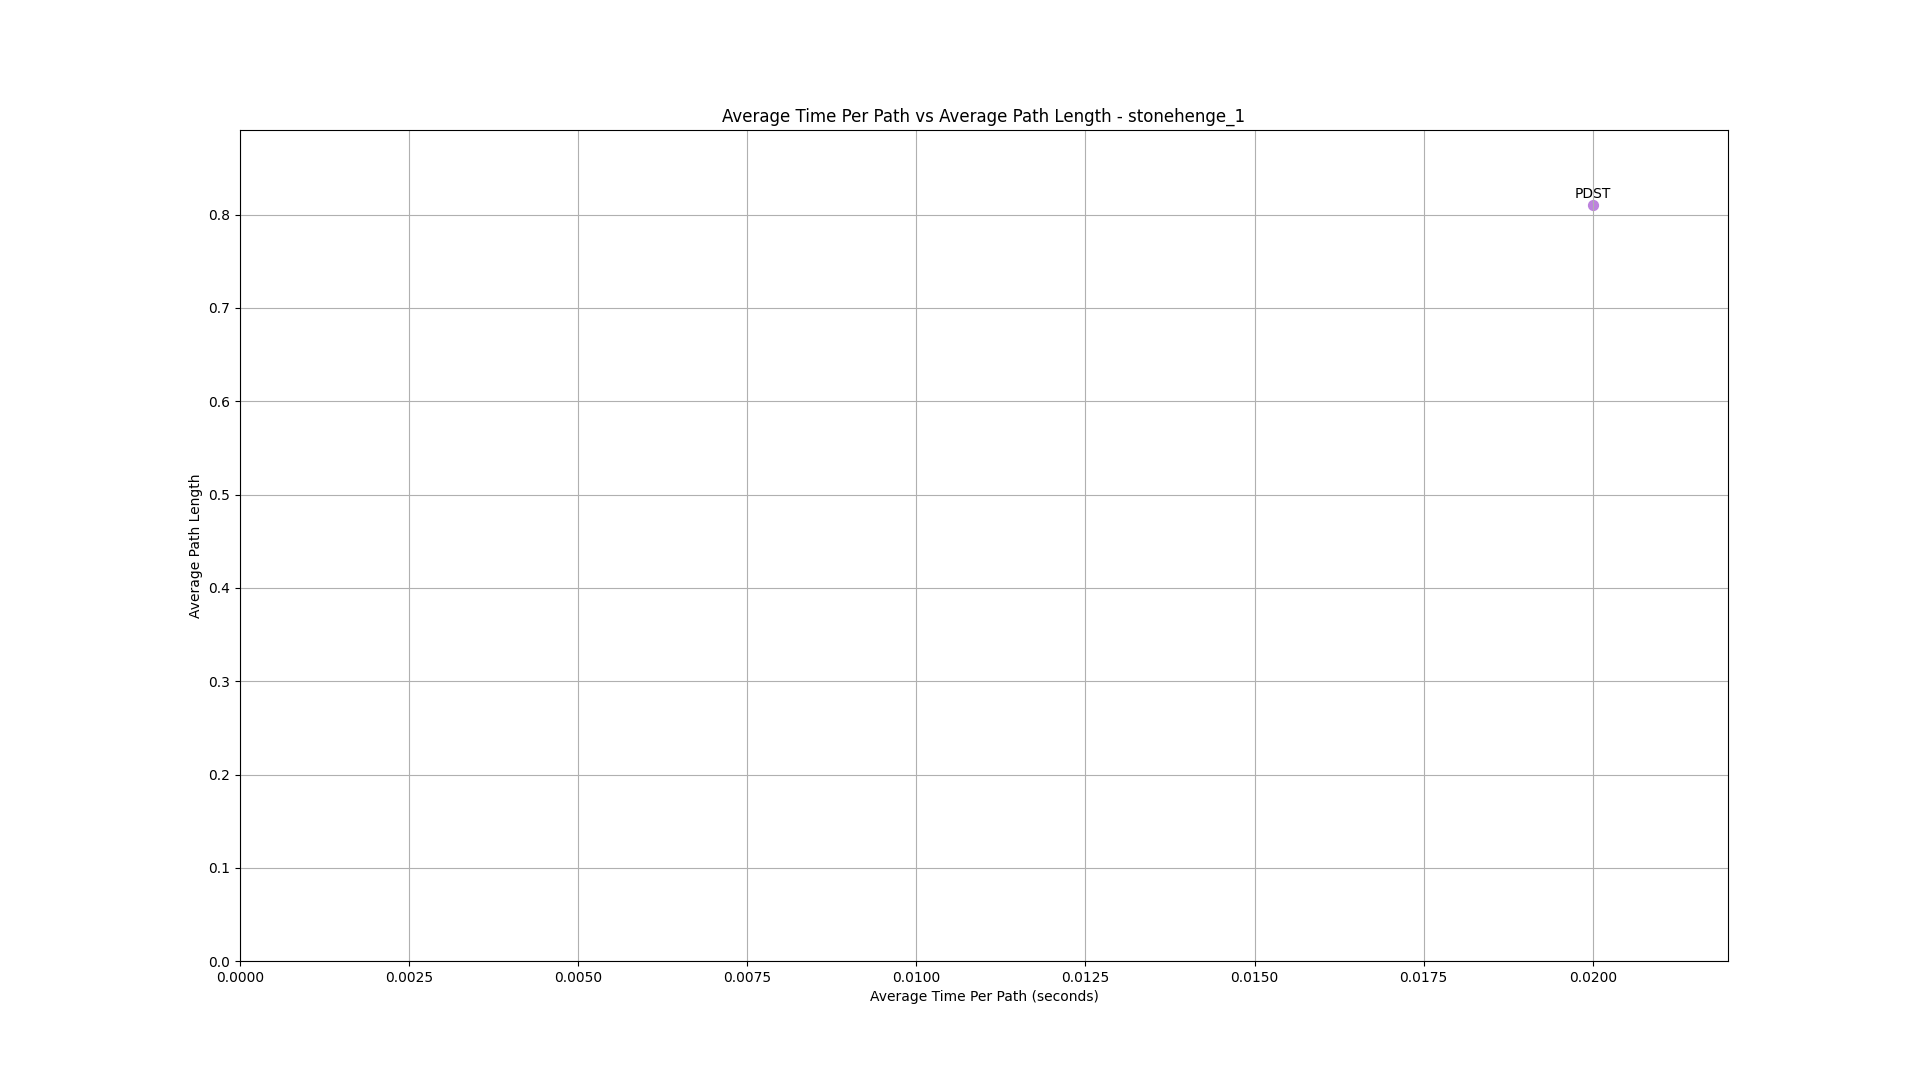 Average Time Per Path vs Average Path Length - stonehenge_1
PDST
0.8
0.7
0.6
0.5
0.4
0.3
0.2
0.1
0.0
Average Path Length
0.0000 0.0025 0.0050 0.0075 0.0100 0.0125 0.0150 0.0175 0.0200
Average Time Per Path (seconds)